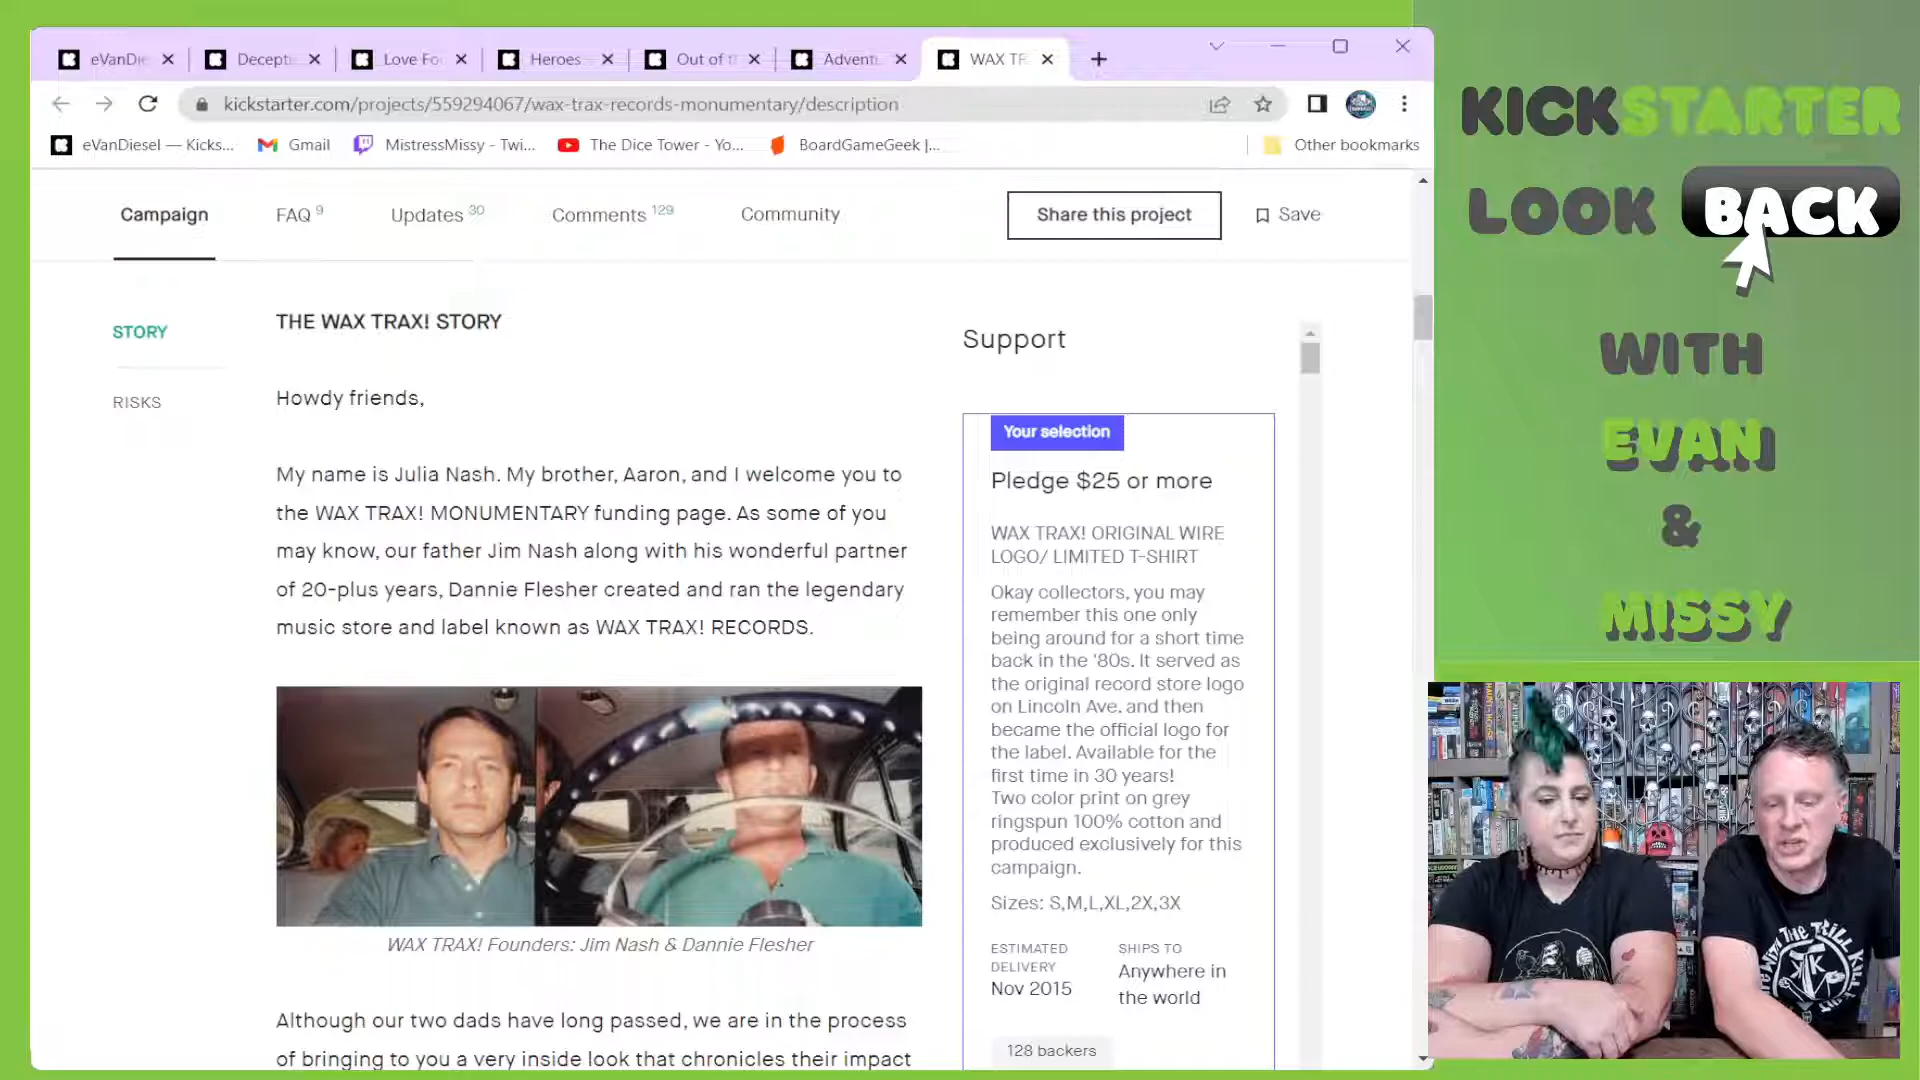 eVanDie
Decepti
Love Fo
Heroes
Out of t
Advent
WAX TR
kickstarter.com/projects/559294067/wax-trax-records-monumentary/description
eVanDiesel — Kicks...
Gmail
MistressMissy - Twi...
The Dice Tower - Yo...
BoardGameGeek |...
Other bookmarks
Campaign
FAQ 9
Updates 30
Comments 129
Community
Share this project
Save
STORY
RISKS
THE WAX TRAX! STORY
Howdy friends,
My name is Julia Nash. My brother, Aaron, and I welcome you to
the WAX TRAX! MONUMENTARY funding page. As some of you
may know, our father Jim Nash along with his wonderful partner
of 20-plus years, Dannie Flesher created and ran the legendary
music store and label known as WAX TRAX! RECORDS.
WAX TRAX! Founders: Jim Nash & Dannie Flesher
Although our two dads have long passed, we are in the process
of bringing to you a very inside look that chronicles their impact
Support
Your selection
Pledge $25 or more
WAX TRAX! ORIGINAL WIRE
LOGO/ LIMITED T-SHIRT
Okay collectors, you may
remember this one only
being around for a short time
back in the '80s. It served as
the original record store logo
on Lincoln Ave. and then
became the official logo for
the label. Available for the
first time in 30 years!
Two color print on grey
ringspun 100% cotton and
produced exclusively for this
campaign.
Sizes: S,M,L,XL,2X,3X
ESTIMATED
DELIVERY
Nov 2015
SHIPS TO
Anywhere in
the world
128 backers
KICKSTARTER
LOOK BACK
WITH
EVAN
&
MISSY